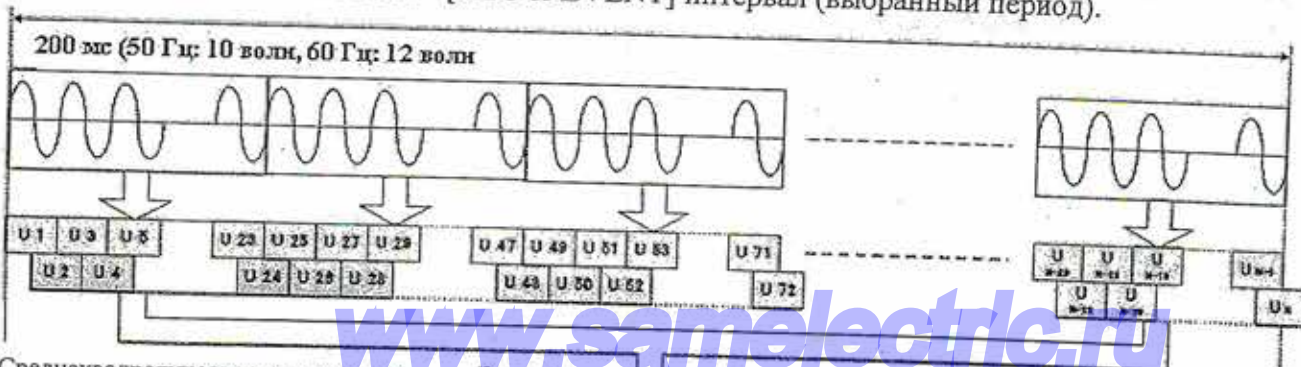 интервал (выбранный период).
200 мс (50 Гц: 10 волн, 60 Гц: 12 волн
U 1 U 3 U 5 U 23 U 25 U 27 U 29 U 47 U 49 U 51 U 53 U 71
U 2 U 4 U 24 U 26 U 28 U 48 U 50 U 52 U 72
www.samelectric.ru